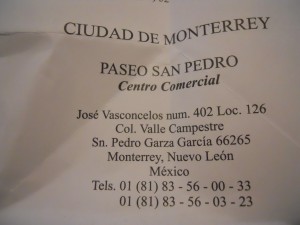 CIUDAD DE MONTERREY
PASEO SAN PEDRO
Centro Comercial
José Vasconcelos num. 402 Loc. 126
Col. Valle Campestre
Sn. Pedro Garza García 66265
Monterrey, Nuevo León
México
Tels. 01 (81) 83 - 56 - 00 - 33
01 (81) 83 - 56 - 03 - 23